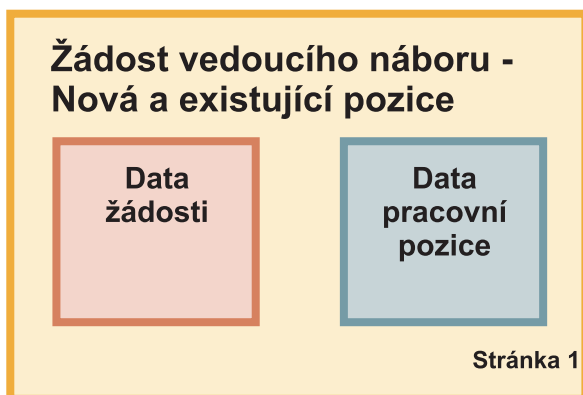 Žádost vedoucího náboru -
Nová a existující pozice
Data
žádosti
Data
pracovní
pozice
Stránka 1